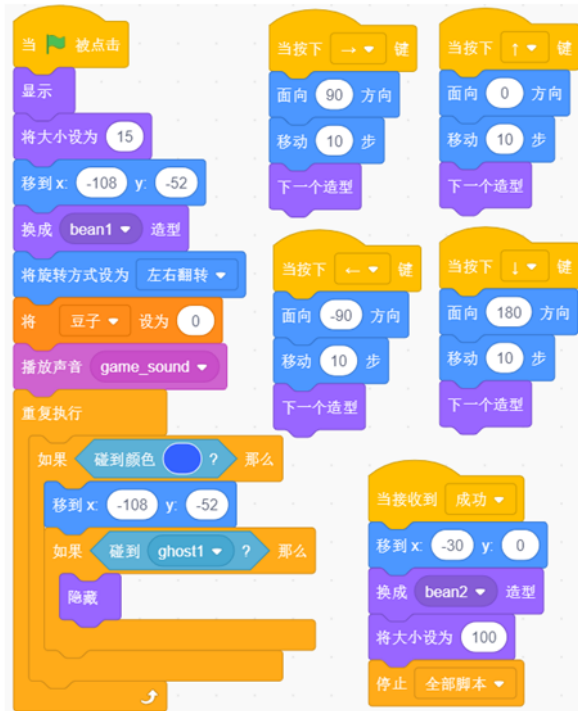 当 被点击
显示
将大小设为 15
移到 x: -108 y: -52
换成 bean1 造型
将旋转方式设为 左右翻转
将 豆子 设为 0
播放声音 game_sound
重复执行
如果 碰到颜色 ? 那么
移到 x: -108 y: -52
如果 碰到 ghost1 ? 那么
隐藏
当按下 → 键
面向 90 方向
移动 10 步
下一个造型
当按下 ↑ 键
面向 0 方向
移动 10 步
下一个造型
当按下 ← 键
面向 -90 方向
移动 10 步
下一个造型
当按下 ↓ 键
面向 180 方向
移动 10 步
下一个造型
当接收到 成功
移到 x: -30 y: 0
换成 bean2 造型
将大小设为 100
停止 全部脚本